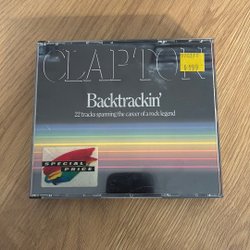 CLAPTON
Backtrackin'
22 tracks spanning the career of a rock legend
SPECIAL
PRICE